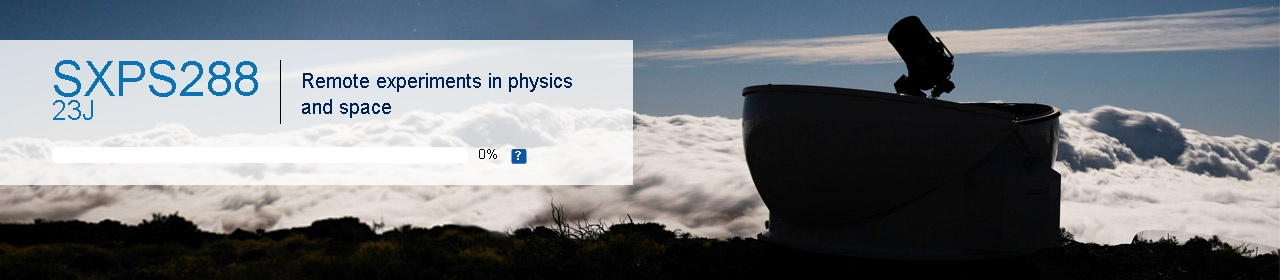 SXPS288
23J
Remote experiments in physics
and space
0% ?